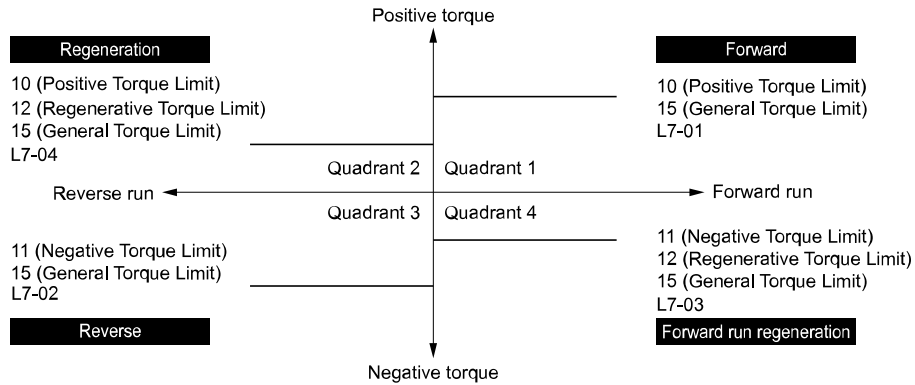 Positive torque
Regeneration
10 (Positive Torque Limit)
12 (Regenerative Torque Limit)
15 (General Torque Limit)
L7-04
Forward
10 (Positive Torque Limit)
15 (General Torque Limit)
L7-01
Quadrant 2
Quadrant 1
Reverse run
Forward run
Quadrant 3
Quadrant 4
11 (Negative Torque Limit)
15 (General Torque Limit)
L7-02
Reverse
11 (Negative Torque Limit)
12 (Regenerative Torque Limit)
15 (General Torque Limit)
L7-03
Forward run regeneration
Negative torque